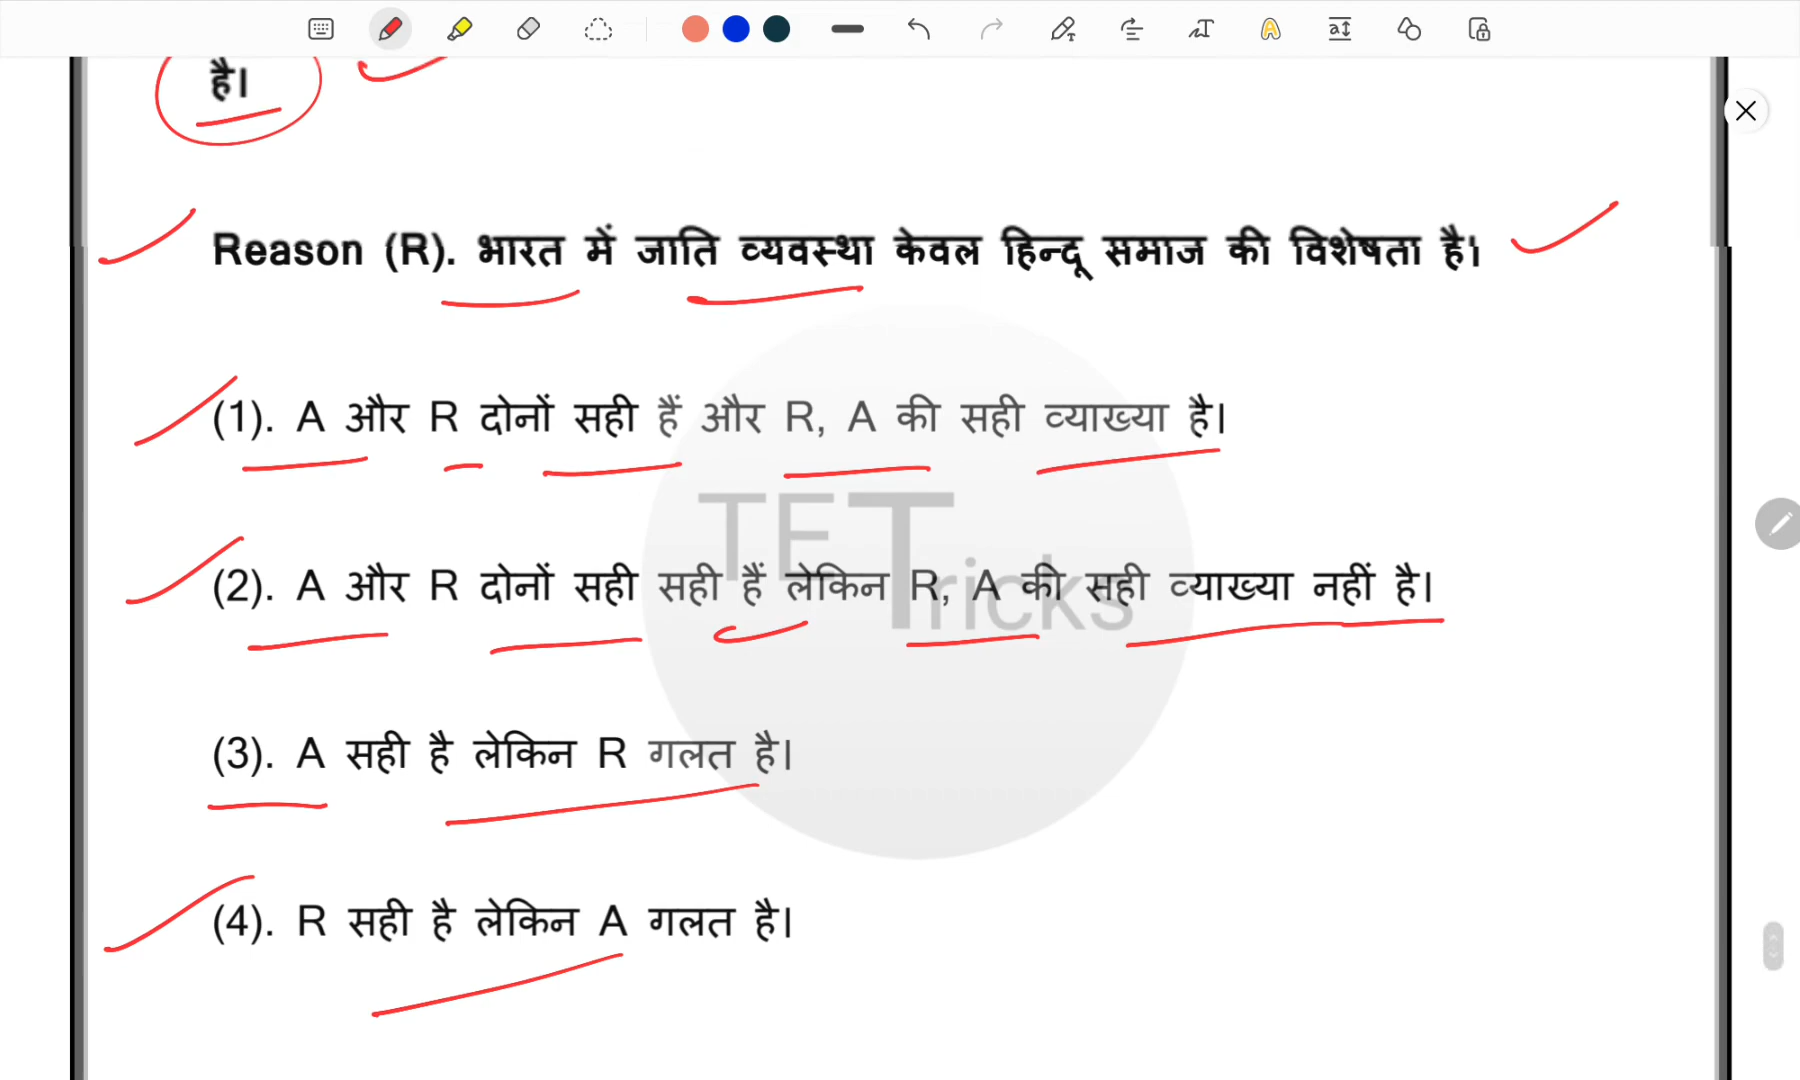 है।
Reason (R). भारत में जाति व्यवस्था केवल हिन्दू समाज की विशेषता है।
(1). A और R दोनों सही हैं और R, A की सही व्याख्या है।
(2). A और R दोनों सही सही हैं लेकिन R, A की सही व्याख्या नहीं है।
(3). A सही है लेकिन R गलत है।
(4). R सही है लेकिन A गलत है।
TETricks